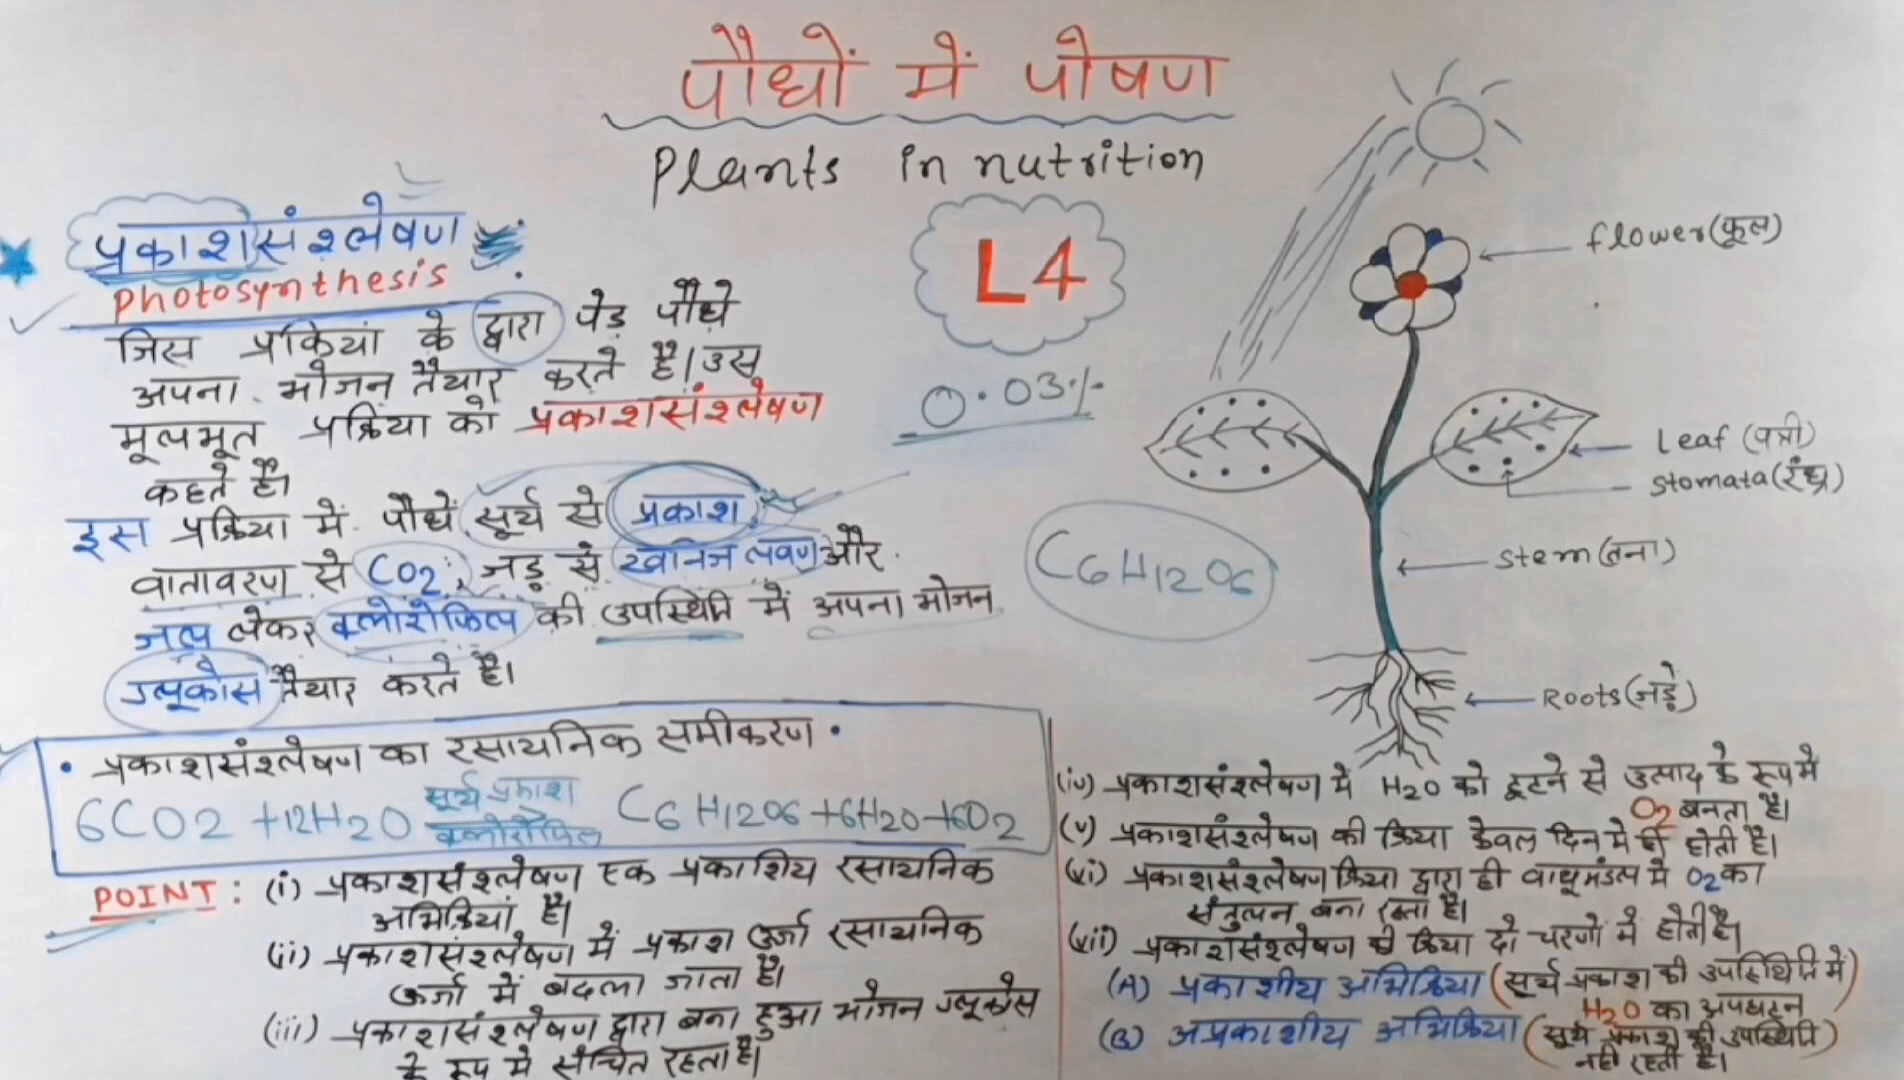 पौधों में पोषण
Plants in nutrition
L4
प्रकाशसंश्लेषण
Photosynthesis
जिस प्रकियां के द्वारा पेड़ पौधे
अपना भोजन तैयार करते है। उस
मूलभूत प्रक्रिया को प्रकाशसंश्लेषण
कहते है।
0.03%
इस प्रक्रिया में पौधें सूर्य से प्रकाश
वातावरण से CO2, जड़ से खनिज लवण और
जल लेकर क्लोरोफिल की उपस्थिति में अपना भोजन
ग्लूकोस तैयार करते है।
C6H12O6
flower(फूल)
Leaf (पत्ती)
Stomata(रंध्र)
Stem(तना)
Roots(जड़े)
• प्रकाशसंश्लेषण का रसायनिक समीकरण •
6CO2 +12H2O सूर्य प्रकाश क्लोरोफिल C6H12O6+6H2O+6O2
POINT: (i) प्रकाशसंश्लेषण एक प्रकाशिय रसायनिक
अभिक्रियां है।
(ii) प्रकाशसंश्लेषण में प्रकाश उर्जा रसायनिक
ऊर्जा में बदला जाता है।
(iii) प्रकाशसंश्लेषण द्वारा बना हुआ भोजन ग्लूकोस
के रूप मे संचित रहता है।
(iv) प्रकाशसंश्लेषण में H2O को टूटने से उत्पाद के रूप मे
O2 बनता है।
(v) प्रकाशसंश्लेषण की क्रिया केवल दिन मे ही होती है।
(vi) प्रकाशसंश्लेषण क्रिया द्वारा ही वायूमंडल मे O2 का
संतुलन बना रहता है।
(vii) प्रकाशसंश्लेषण की क्रिया दो चरणो में होती है।
(A) प्रकाशीय अभिक्रिया (सूर्य प्रकाश की उपस्थिति में)
H2O का अपघटन
(B) अप्रकाशीय अभिक्रिया (सूर्य प्रकाश की उपस्थिति)
नही रहती है।